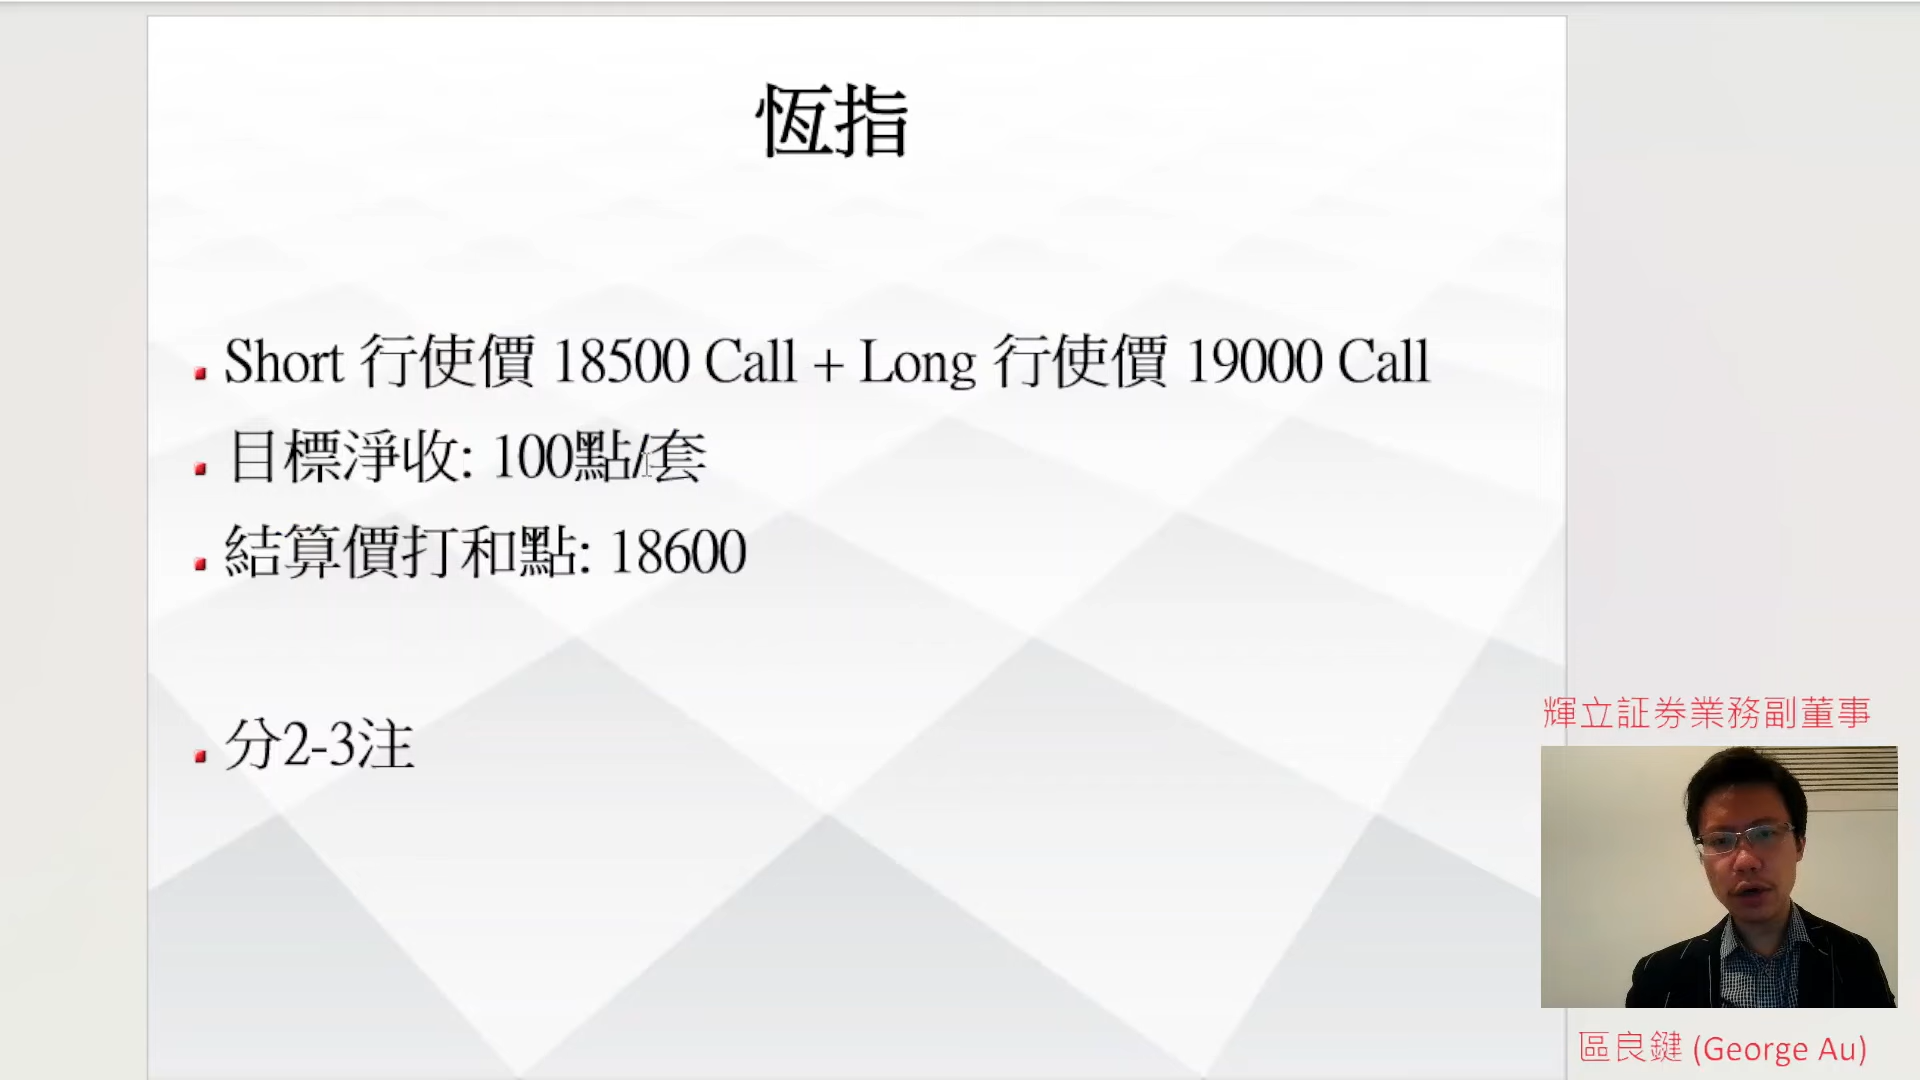 恆指
Short 行使價 18500 Call + Long 行使價 19000 Call
目標淨收: 100點/套
結算價打和點: 18600
分2-3注
輝立証券業務副董事
區良鍵 (George Au)